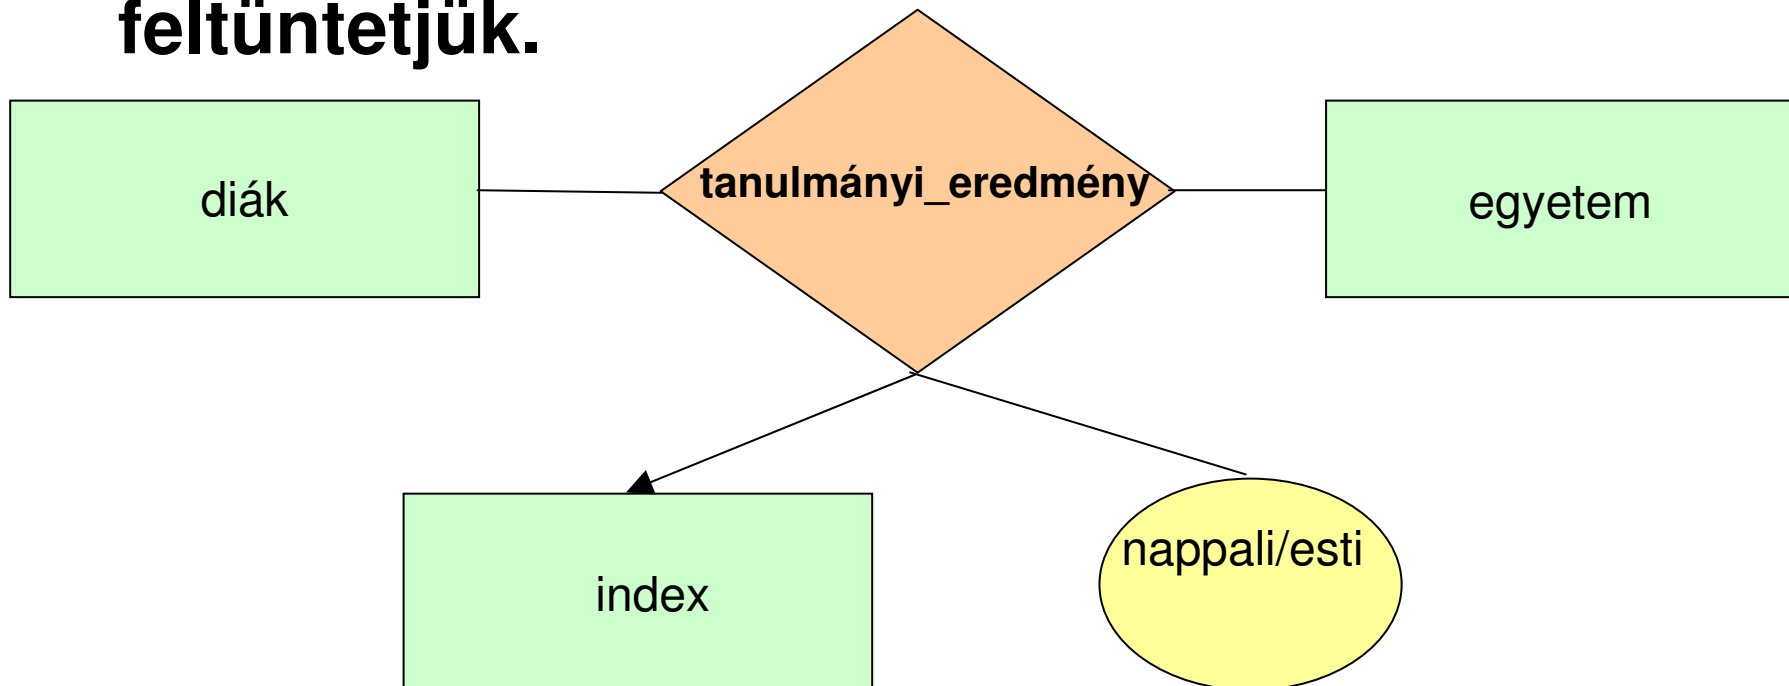 feltüntetjük.
diák
tanulmányi_eredmény
egyetem
index
nappali/esti